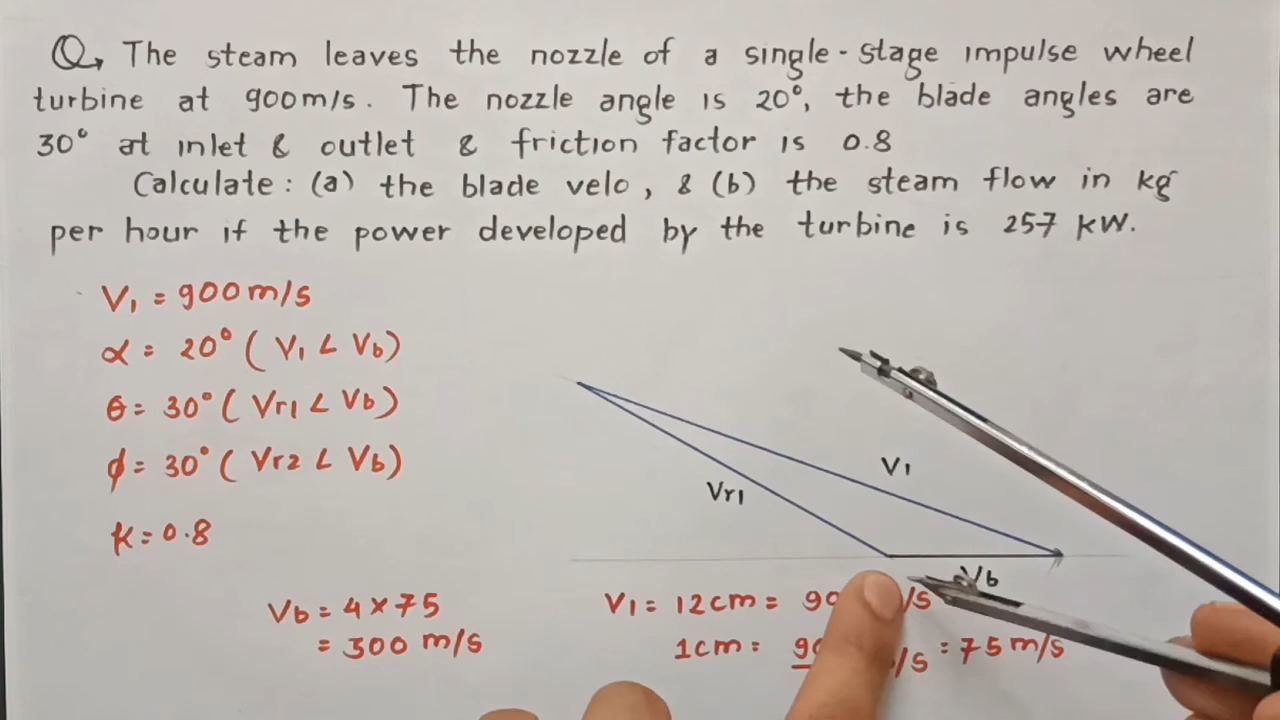 Q, The steam leaves the nozzle of a single-stage impulse wheel
turbine at 900m/s. The nozzle angle is 20°, the blade angles are
30° at inlet & outlet & friction factor is 0.8
Calculate: (a) the blade velo, & (b) the steam flow in kg
per hour if the power developed by the turbine is 257 kW.
V1 = 900m/s
α = 20° ( V1 ∠ Vb)
θ = 30° ( Vr1 ∠ Vb)
φ = 30° ( Vr2 ∠ Vb)
K = 0.8
V1
Vr1
Vb
Vb = 4 × 75
= 300 m/s
V1 = 12cm = /s
1cm = /s = 75 m/s